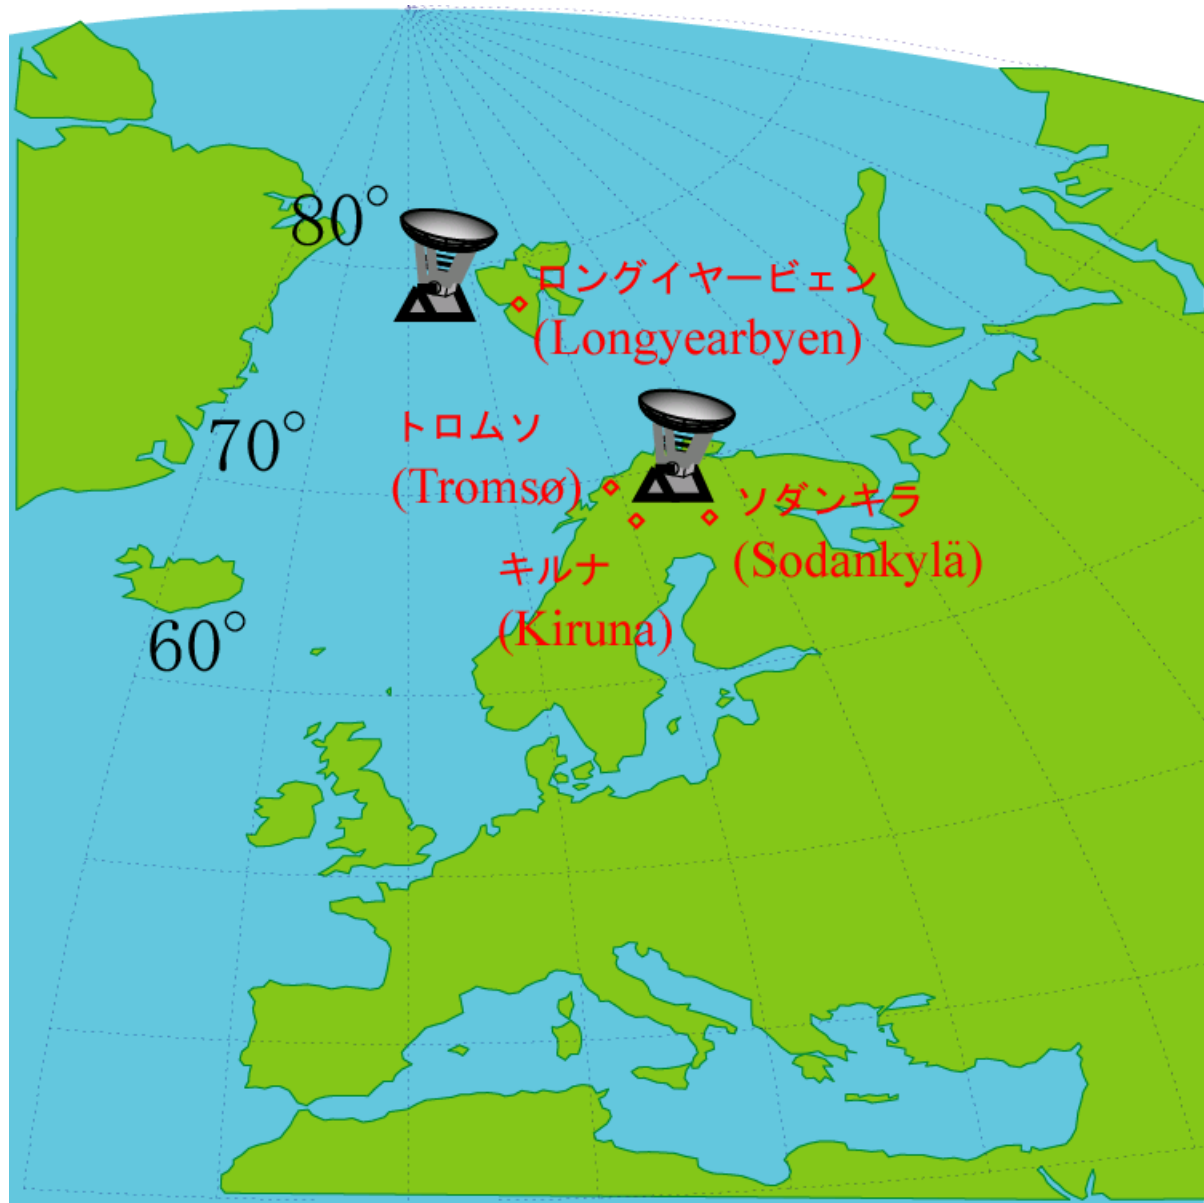 80°
ロングイヤービェン
(Longyearbyen)
70°
トロムソ
(Tromsø)
ソダンキラ
(Sodankylä)
キルナ
(Kiruna)
60°